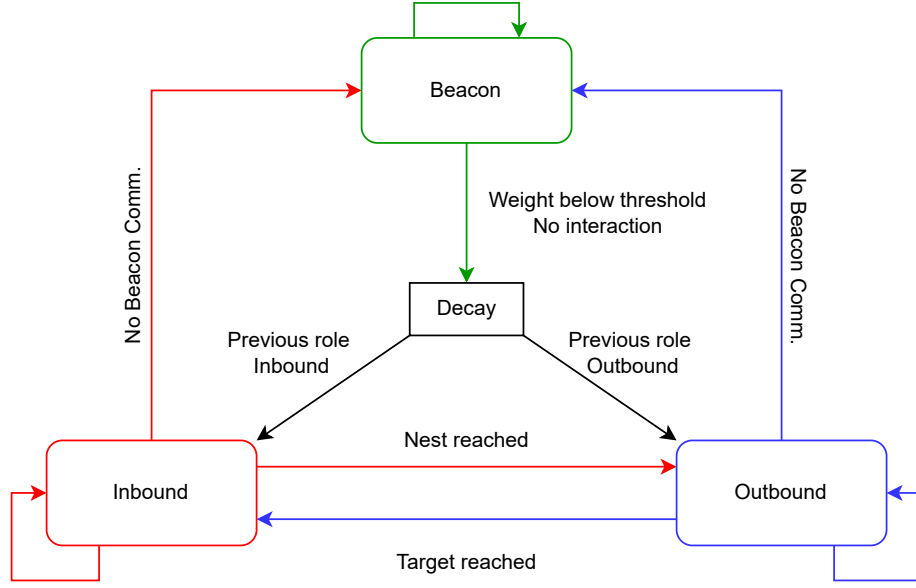 Beacon
No Beacon Comm.
No Beacon Comm.
Weight below threshold
No interaction
Decay
Previous role
Inbound
Previous role
Outbound
Nest reached
Inbound
Outbound
Target reached